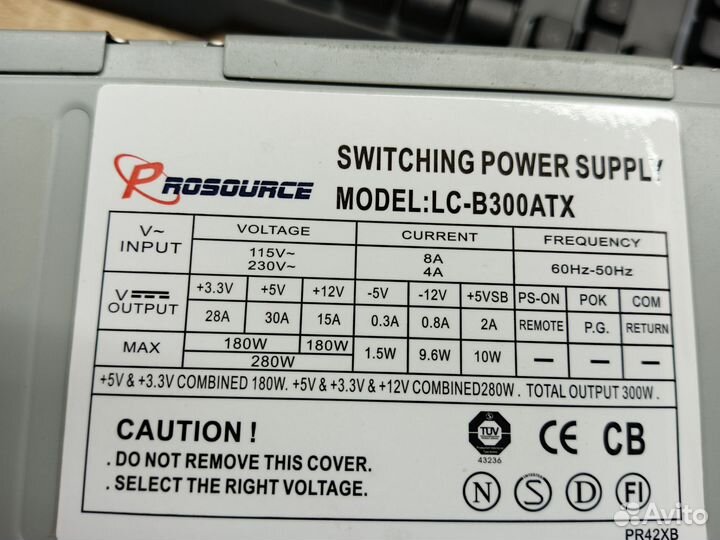 PROSOURCE
SWITCHING POWER SUPPLY
MODEL:LC-B300ATX
V~ INPUT VOLTAGE CURRENT FREQUENCY
115V~ 8A 60Hz-50Hz
230V~ 4A
V⎓ OUTPUT +3.3V +5V +12V -5V -12V +5VSB PS-ON POK COM
28A 30A 15A 0.3A 0.8A 2A REMOTE P.G. RETURN
MAX 180W 180W 1.5W 9.6W 10W — — —
280W
+5V & +3.3V COMBINED 180W. +5V & +3.3V & +12V COMBINED280W. TOTAL OUTPUT 300W.
CAUTION !
. DO NOT REMOVE THIS COVER.
. SELECT THE RIGHT VOLTAGE.
TUV
43236
CE CB
N S D FI
PR42XB
Avito